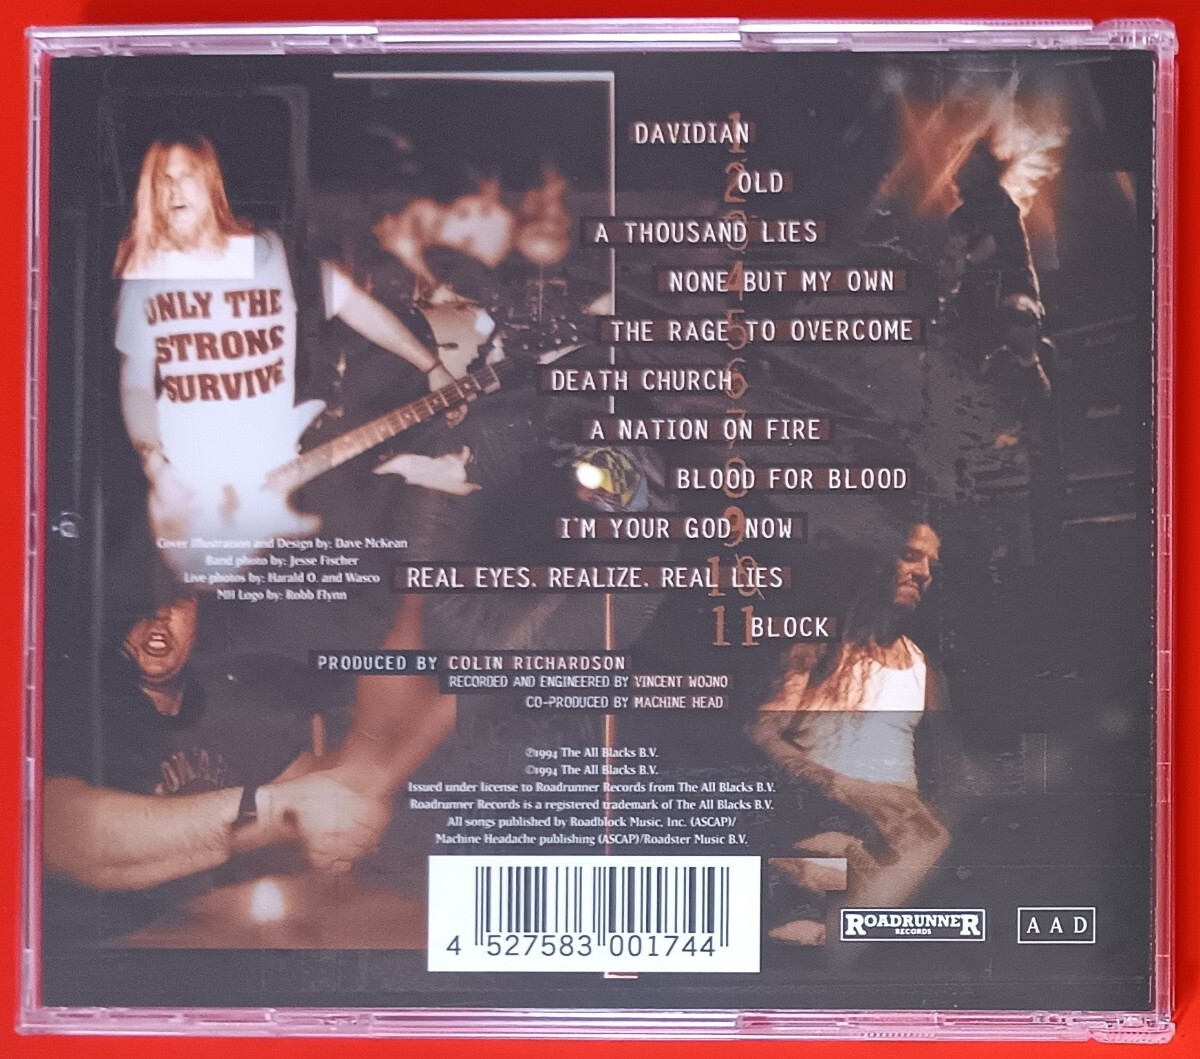 1 DAVIDIAN
2 OLD
3 A THOUSAND LIES
4 NONE BUT MY OWN
5 THE RAGE TO OVERCOME
6 DEATH CHURCH
7 A NATION ON FIRE
8 BLOOD FOR BLOOD
9 I'M YOUR GOD NOW
10 REAL EYES. REALIZE. REAL LIES
11 BLOCK
ONLY THE
STRONG
SURVIVE
Cover Illustration and Design by: Dave McKean
Band photo by: Jesse Fischer
Live photos by: Harald O. and Wasco
MH Logo by: Robb Flynn
PRODUCED BY COLIN RICHARDSON
RECORDED AND ENGINEERED BY VINCENT WOJNO
CO-PRODUCED BY MACHINE HEAD
℗1994 The All Blacks B.V.
©1994 The All Blacks B.V.
Issued under license to Roadrunner Records from The All Blacks B.V.
Roadrunner Records is a registered trademark of The All Blacks B.V.
All songs published by Roadblock Music, Inc. (ASCAP)/
Machine Headache publishing (ASCAP)/Roadster Music B.V.
4 527583 001744
ROADRUNNER
RECORDS
AAD